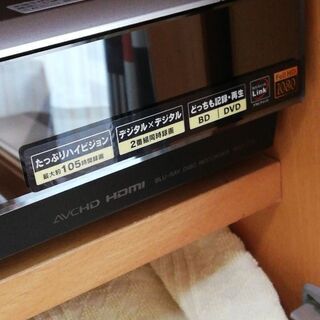 たっぷりハイビジョン
最大約105時間録画
デジタル×デジタル
2番組同時録画
どっちも記録・再生
BD DVD
Link
Full HD
1080
AVCHD HDMI BLU-RAY DISC RECORDER